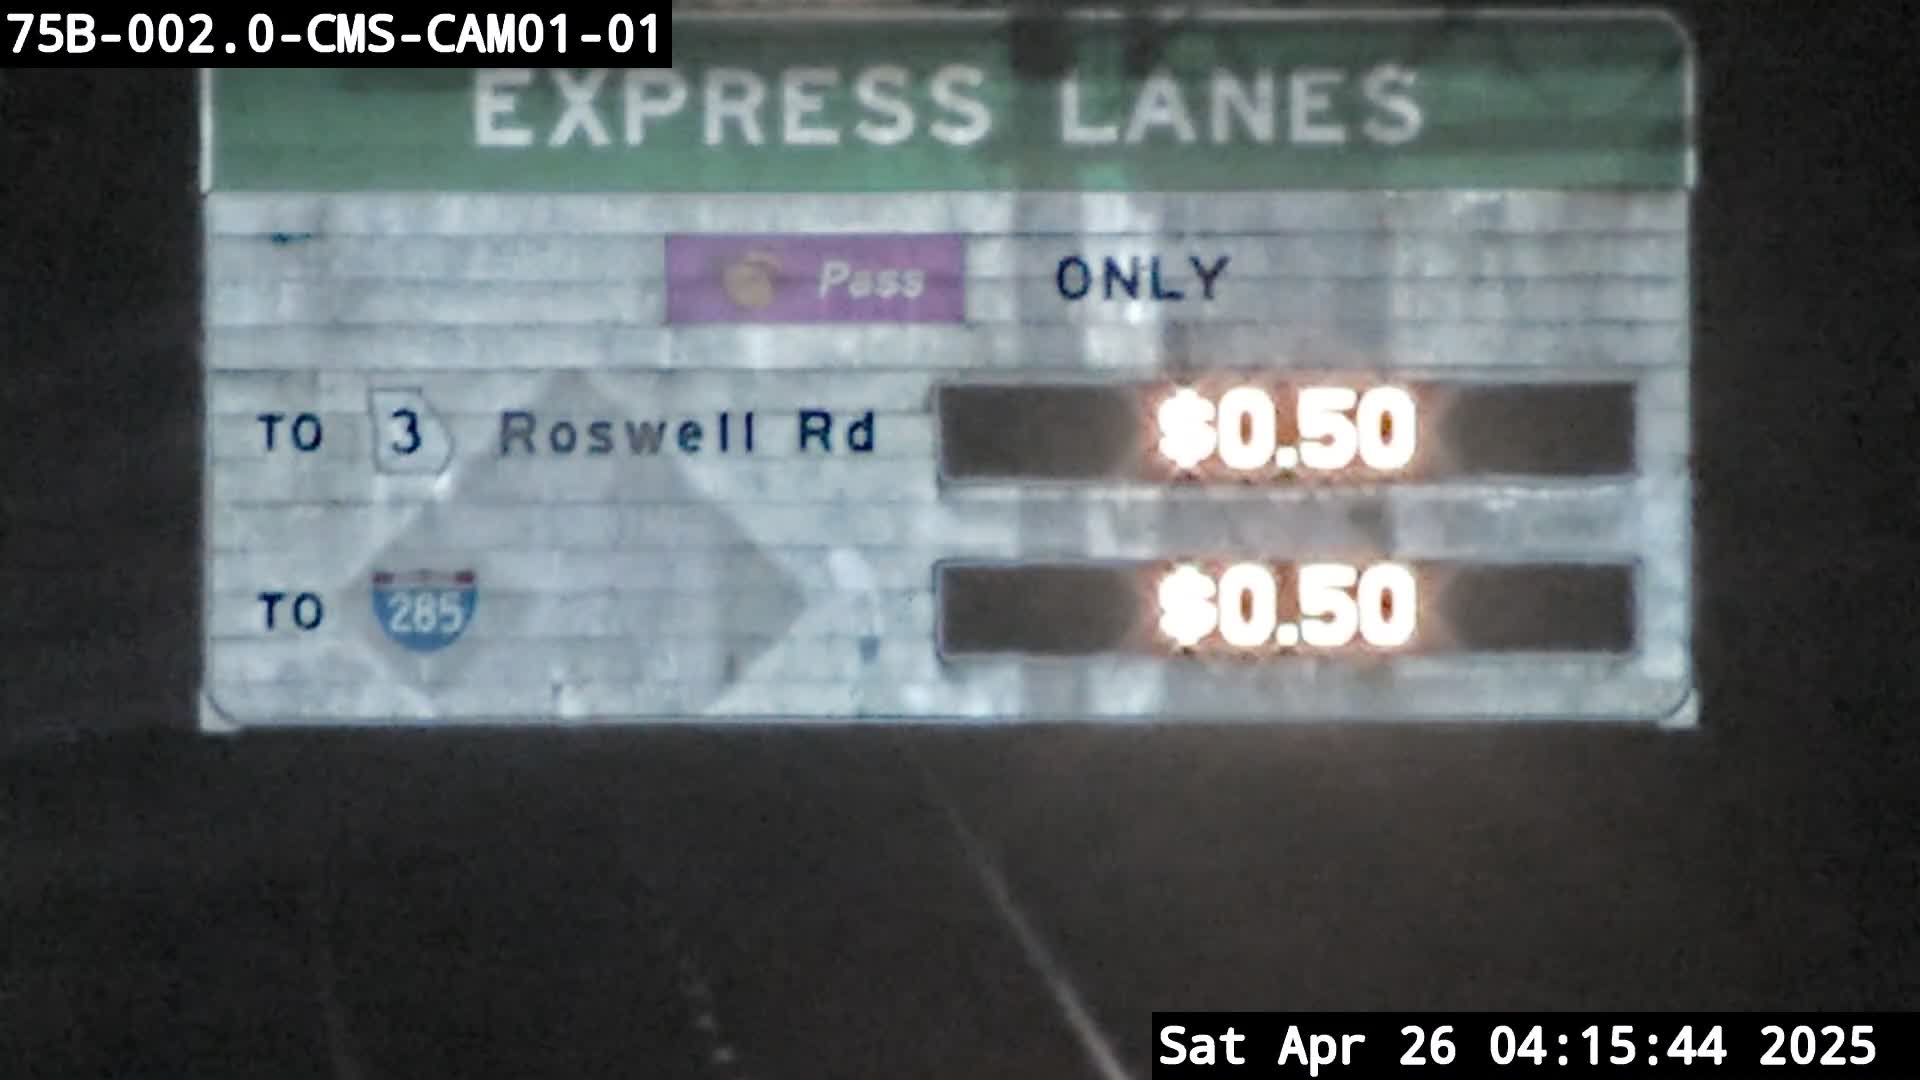 75B-002.0-CMS-CAM01-01
EXPRESS LANES
Pass ONLY
TO 3 Roswell Rd $0.50
TO 285 $0.50
Sat Apr 26 04:15:44 2025